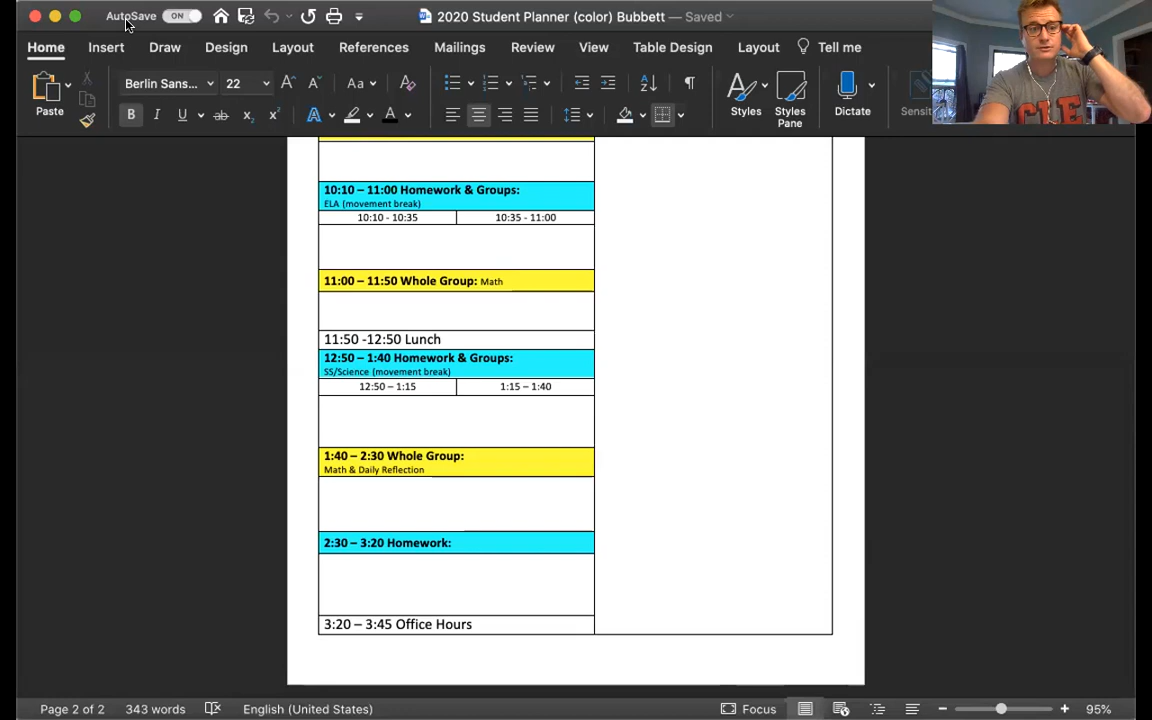 AutoSave ON 2020 Student Planner (color) Bubbett — Saved
Home Insert Draw Design Layout References Mailings Review View Table Design Layout Tell me
Berlin Sans... 22 Aa A
Paste B I U ab x₂ x² A A Styles Styles Pane Dictate
CLE
10:10 – 11:00 Homework & Groups:
ELA (movement break)
10:10 - 10:35 10:35 - 11:00
11:00 – 11:50 Whole Group: Math
11:50 -12:50 Lunch
12:50 – 1:40 Homework & Groups:
SS/Science (movement break)
12:50 – 1:15 1:15 – 1:40
1:40 – 2:30 Whole Group:
Math & Daily Reflection
2:30 – 3:20 Homework:
3:20 – 3:45 Office Hours
Page 2 of 2 343 words English (United States) Focus 95%